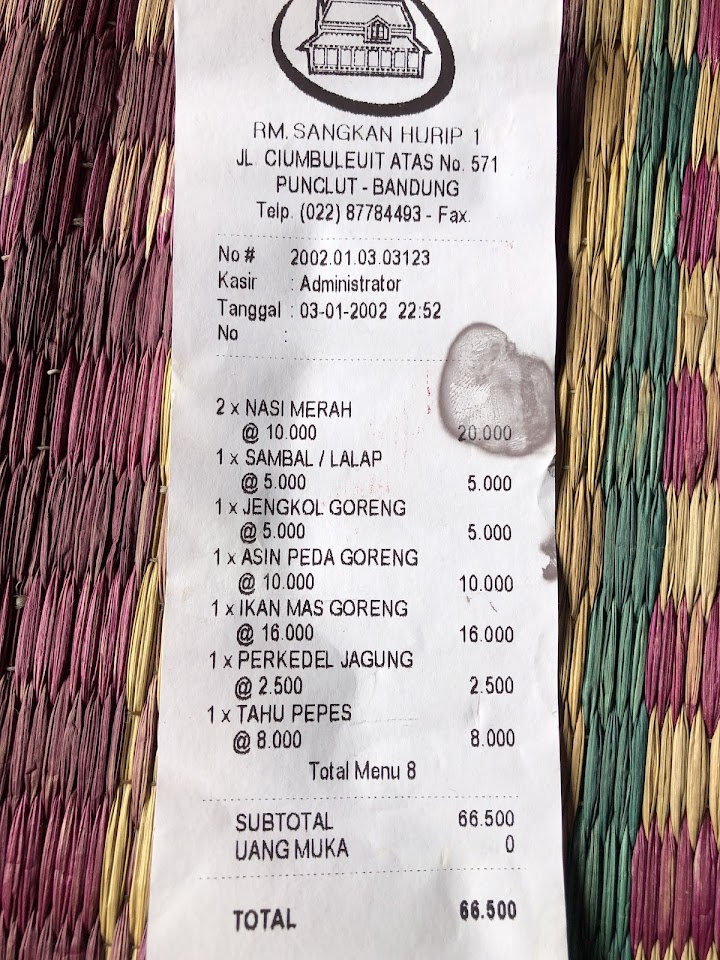 RM. SANGKAN HURIP 1
JL. CIUMBULEUIT ATAS No. 571
PUNCLUT - BANDUNG
Telp. (022) 87784493 - Fax.
No # 2002.01.03.03123
Kasir : Administrator
Tanggal : 03-01-2002 22:52
No :
2 x NASI MERAH
@ 10.000 20.000
1 x SAMBAL / LALAP
@ 5.000 5.000
1 x JENGKOL GORENG
@ 5.000 5.000
1 x ASIN PEDA GORENG
@ 10.000 10.000
1 x IKAN MAS GORENG
@ 16.000 16.000
1 x PERKEDEL JAGUNG
@ 2.500 2.500
1 x TAHU PEPES
@ 8.000 8.000
Total Menu 8
SUBTOTAL 66.500
UANG MUKA 0
TOTAL 66.500